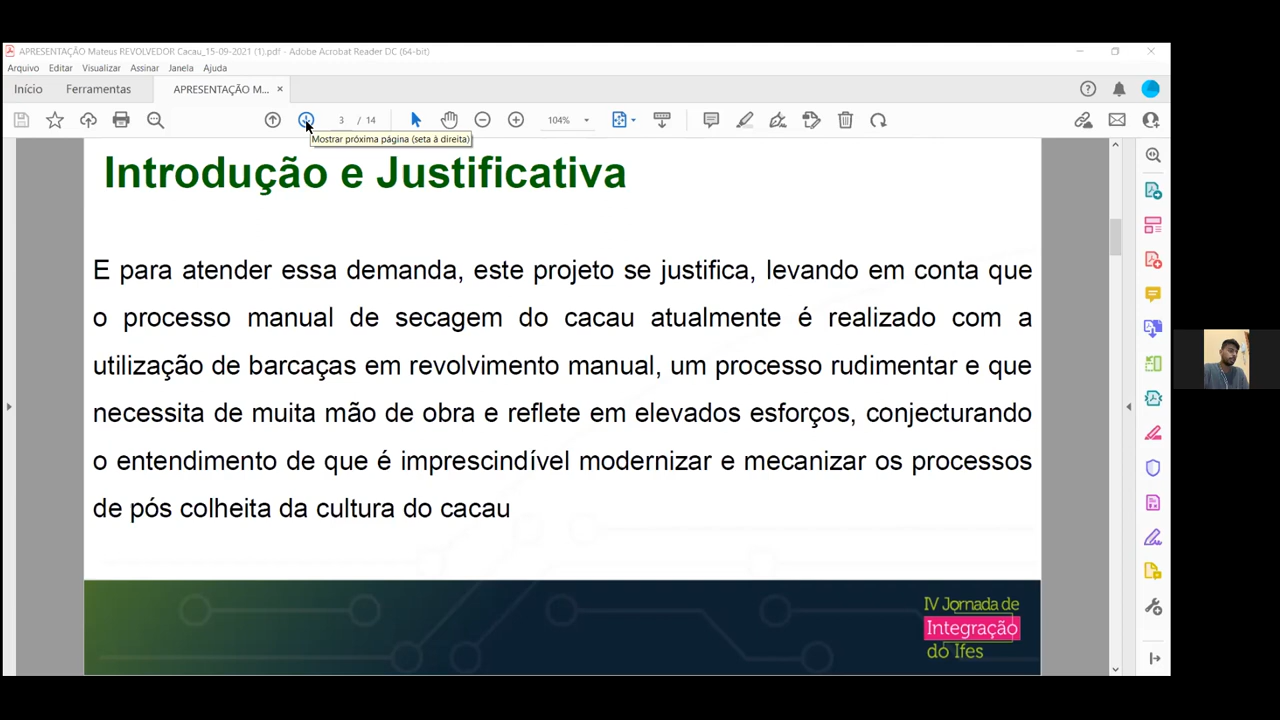 APRESENTAÇÃO Mateus REVOLVEDOR Cacau_15-09-2021 (1).pdf - Adobe Acrobat Reader DC (64-bit)
Arquivo Editar Visualizar Assinar Janela Ajuda
Início Ferramentas APRESENTAÇÃO M... ×
3 / 14 104%
Mostrar próxima página (seta à direita)
Introdução e Justificativa
E para atender essa demanda, este projeto se justifica, levando em conta que
o processo manual de secagem do cacau atualmente é realizado com a
utilização de barcaças em revolvimento manual, um processo rudimentar e que
necessita de muita mão de obra e reflete em elevados esforços, conjecturando
o entendimento de que é imprescindível modernizar e mecanizar os processos
de pós colheita da cultura do cacau
IV Jornada de
Integração
do Ifes